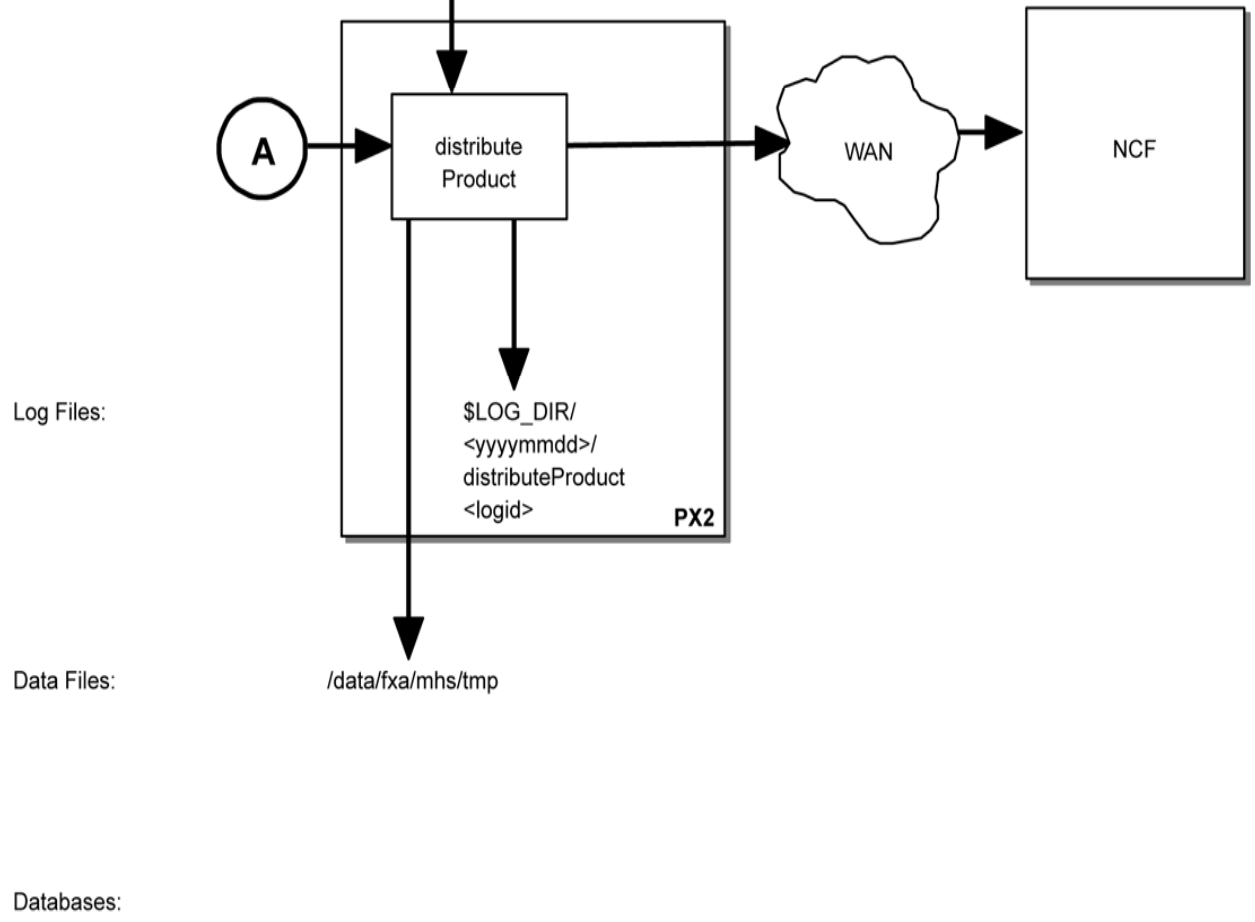 A
distribute
Product
WAN
NCF
Log Files:
$LOG_DIR/
<yyyymmdd>/
distributeProduct
<logid>
PX2
Data Files:
/data/fxa/mhs/tmp
Databases: